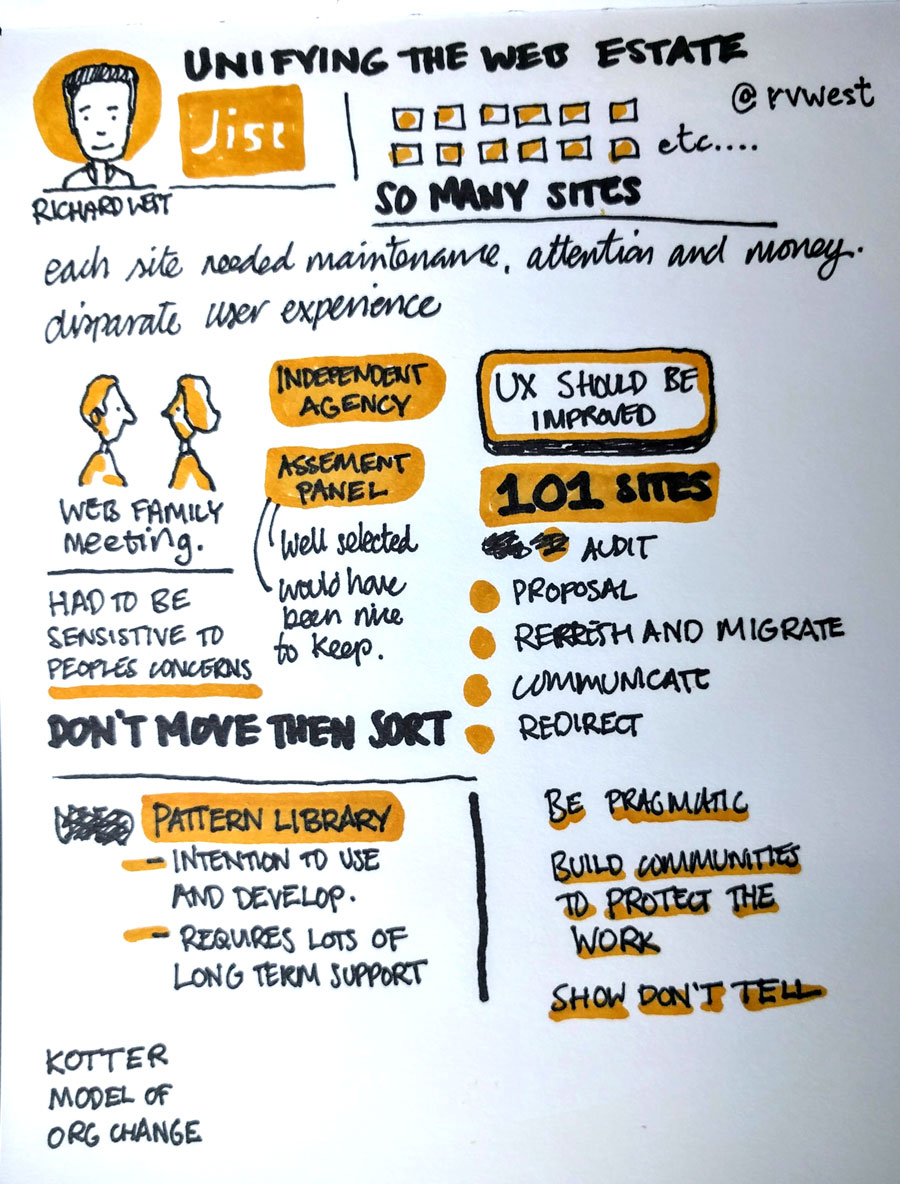 UNIFYING THE WEB ESTATE
@rvwest
Jisc
etc....
RICHARD WEST
SO MANY SITES
each site needed maintenance, attention and money.
disparate user experience
INDEPENDENT
AGENCY
ASSEMENT
PANEL
Well selected
would have
been nice
to keep.
WEB FAMILY
meeting.
HAD TO BE
SENSISTIVE TO
PEOPLES CONCERNS
UX SHOULD BE
IMPROVED
101 SITES
AUDIT
PROPOSAL
REFRESH AND MIGRATE
COMMUNICATE
REDIRECT
DON'T MOVE THEN SORT
PATTERN LIBRARY
- INTENTION TO USE
AND DEVELOP.
- REQUIRES LOTS OF
LONG TERM SUPPORT
BE PRAGMATIC
BUILD COMMUNITIES
TO PROTECT THE
WORK
SHOW DON'T TELL
KOTTER
MODEL OF
ORG CHANGE